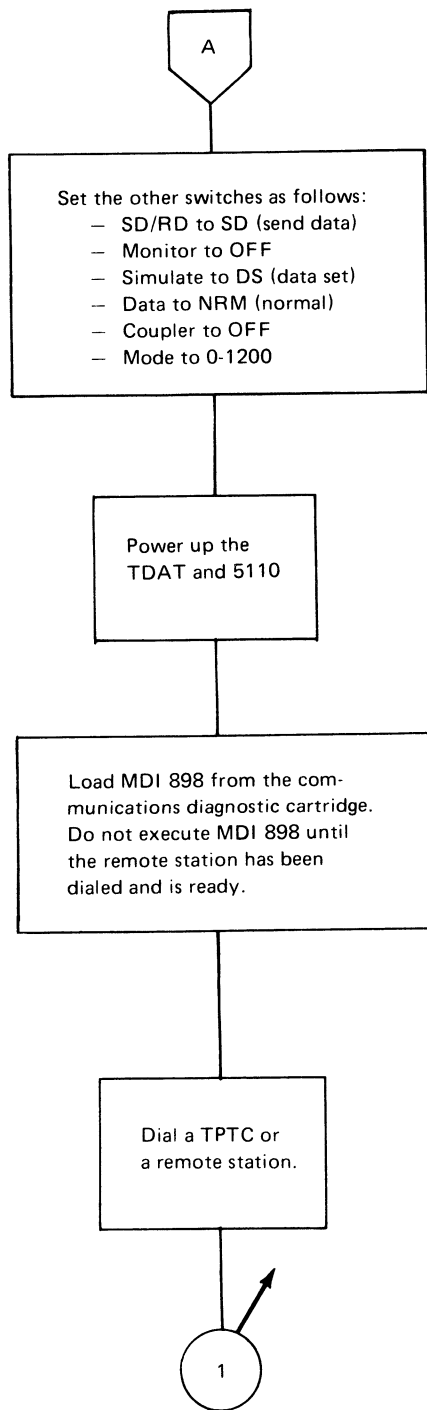 A
Set the other switches as follows:
— SD/RD to SD (send data)
— Monitor to OFF
— Simulate to DS (data set)
— Data to NRM (normal)
— Coupler to OFF
— Mode to 0-1200
Power up the
TDAT and 5110
Load MDI 898 from the com-
munications diagnostic cartridge.
Do not execute MDI 898 until
the remote station has been
dialed and is ready.
Dial a TPTC or
a remote station.
1